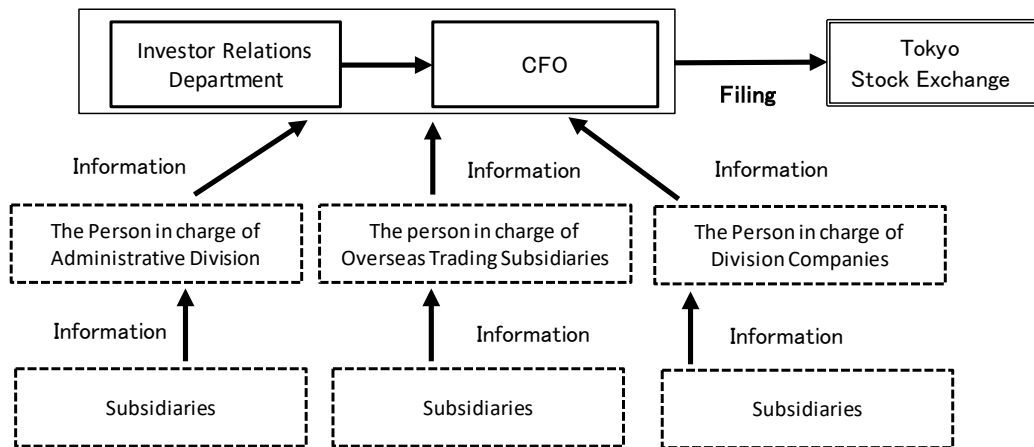 Investor Relations
Department
CFO
Tokyo
Stock Exchange
Filing
Information
Information
Information
The Person in charge of
Administrative Division
The person in charge of
Overseas Trading Subsidiaries
The Person in charge of
Division Companies
Information
Information
Information
Subsidiaries
Subsidiaries
Subsidiaries